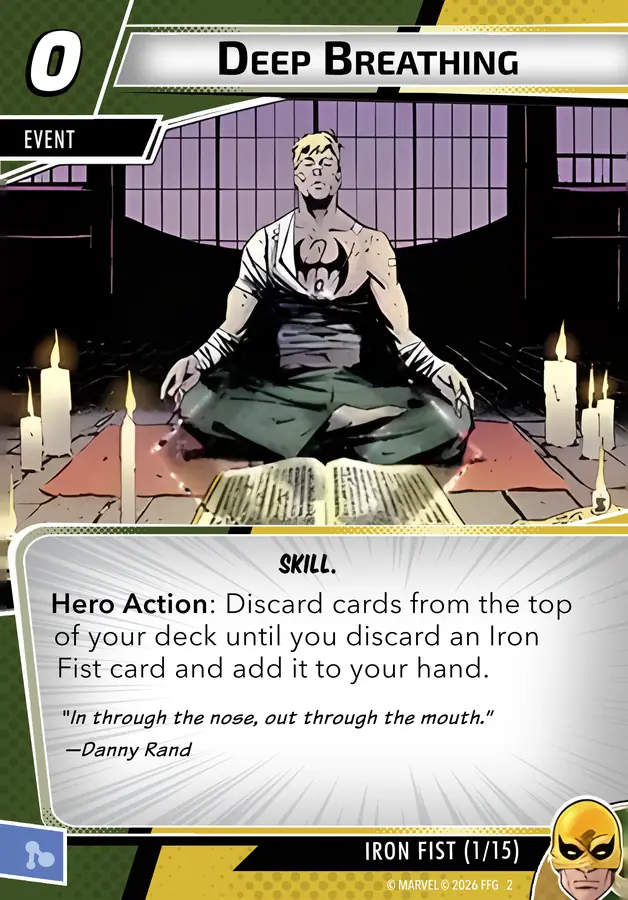 0
DEEP BREATHING
EVENT
SKILL.
Hero Action: Discard cards from the top
of your deck until you discard an Iron
Fist card and add it to your hand.
"In through the nose, out through the mouth."
—Danny Rand
IRON FIST (1/15)
© MARVEL © 2026 FFG 2